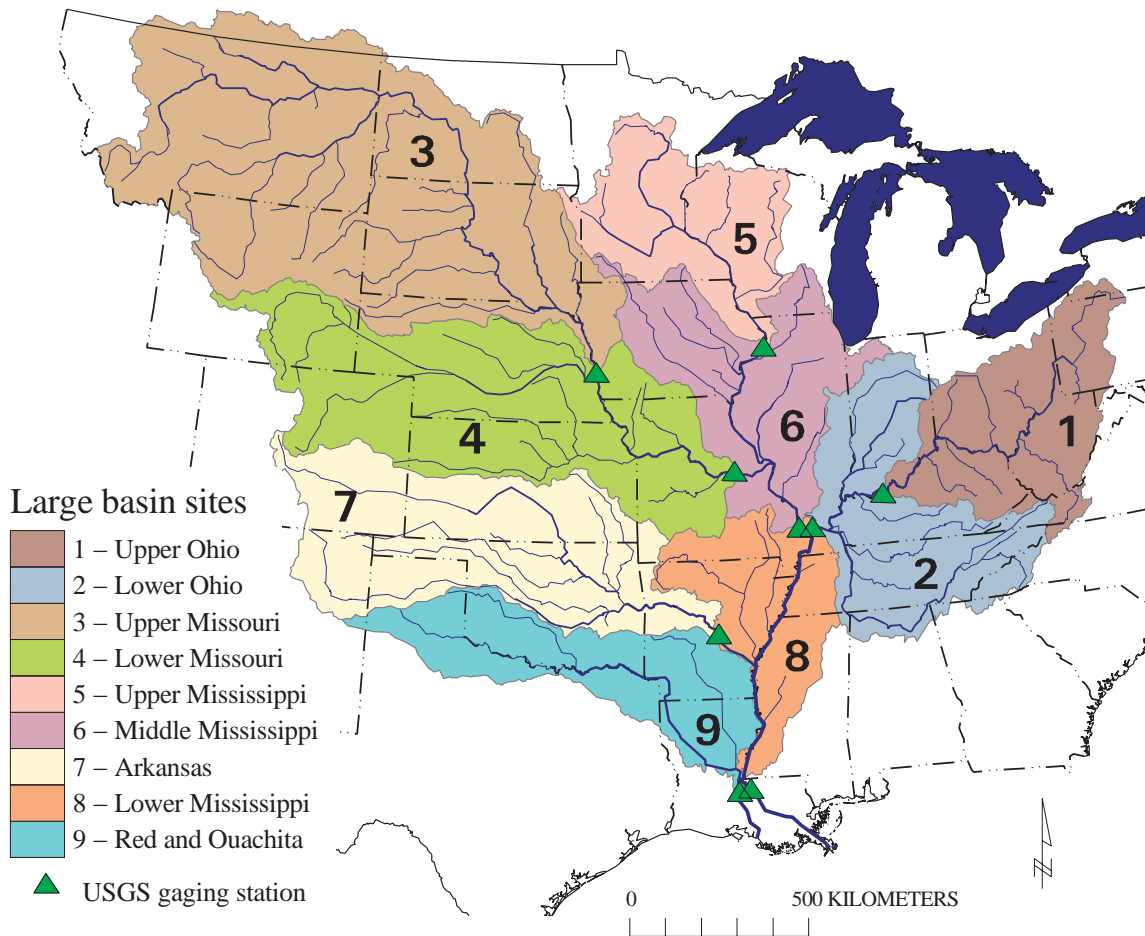 3
5
6
1
4
7
2
8
9
Large basin sites
1 – Upper Ohio
2 – Lower Ohio
3 – Upper Missouri
4 – Lower Missouri
5 – Upper Mississippi
6 – Middle Mississippi
7 – Arkansas
8 – Lower Mississippi
9 – Red and Ouachita
USGS gaging station
0 500 KILOMETERS
N